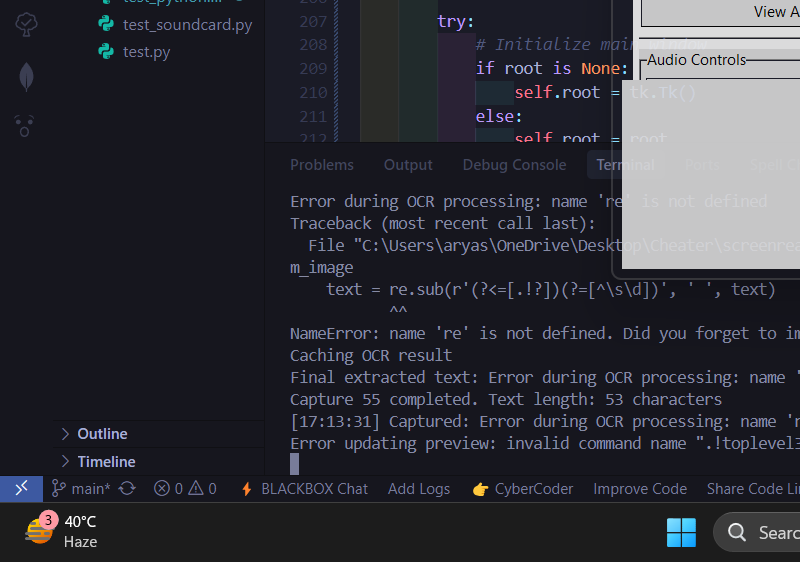 test_soundcard.py
test.py
207 try:
208 # Initialize main window
209 if root is None:
210 self.root = tk.Tk()
211 else:
212 self.root = root
View A
Audio Controls
Problems Output Debug Console Terminal Ports Spell C
Error during OCR processing: name 're' is not defined
Traceback (most recent call last):
File "C:\Users\aryas\OneDrive\Desktop\Cheater\screenrea
m_image
text = re.sub(r'(?<=[.!?])(?=[^\s\d])', ' ', text)
^^
NameError: name 're' is not defined. Did you forget to im
Caching OCR result
Final extracted text: Error during OCR processing: name '
Capture 55 completed. Text length: 53 characters
[17:13:31] Captured: Error during OCR processing: name 'r
Error updating preview: invalid command name ".!toplevel3
Outline
Timeline
main* 0 0 BLACKBOX Chat Add Logs CyberCoder Improve Code Share Code Lin
3 40°C
Haze
Searc